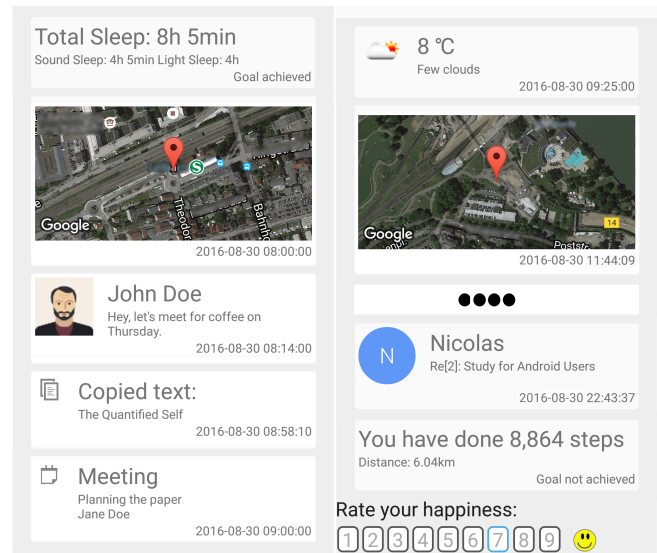 Total Sleep: 8h 5min
Sound Sleep: 4h 5min Light Sleep: 4h
Goal achieved
S
Theodor
Bahnho
Google
2016-08-30 08:00:00
John Doe
Hey, let's meet for coffee on
Thursday.
2016-08-30 08:14:00
Copied text:
The Quantified Self
2016-08-30 08:58:10
Meeting
Planning the paper
Jane Doe
2016-08-30 09:00:00
8 °C
Few clouds
2016-08-30 09:25:00
14
Google
Poststr.
2016-08-30 11:44:09
N
Nicolas
Re[2]: Study for Android Users
2016-08-30 22:43:37
You have done 8,864 steps
Distance: 6.04km
Goal not achieved
Rate your happiness:
1 2 3 4 5 6 7 8 9